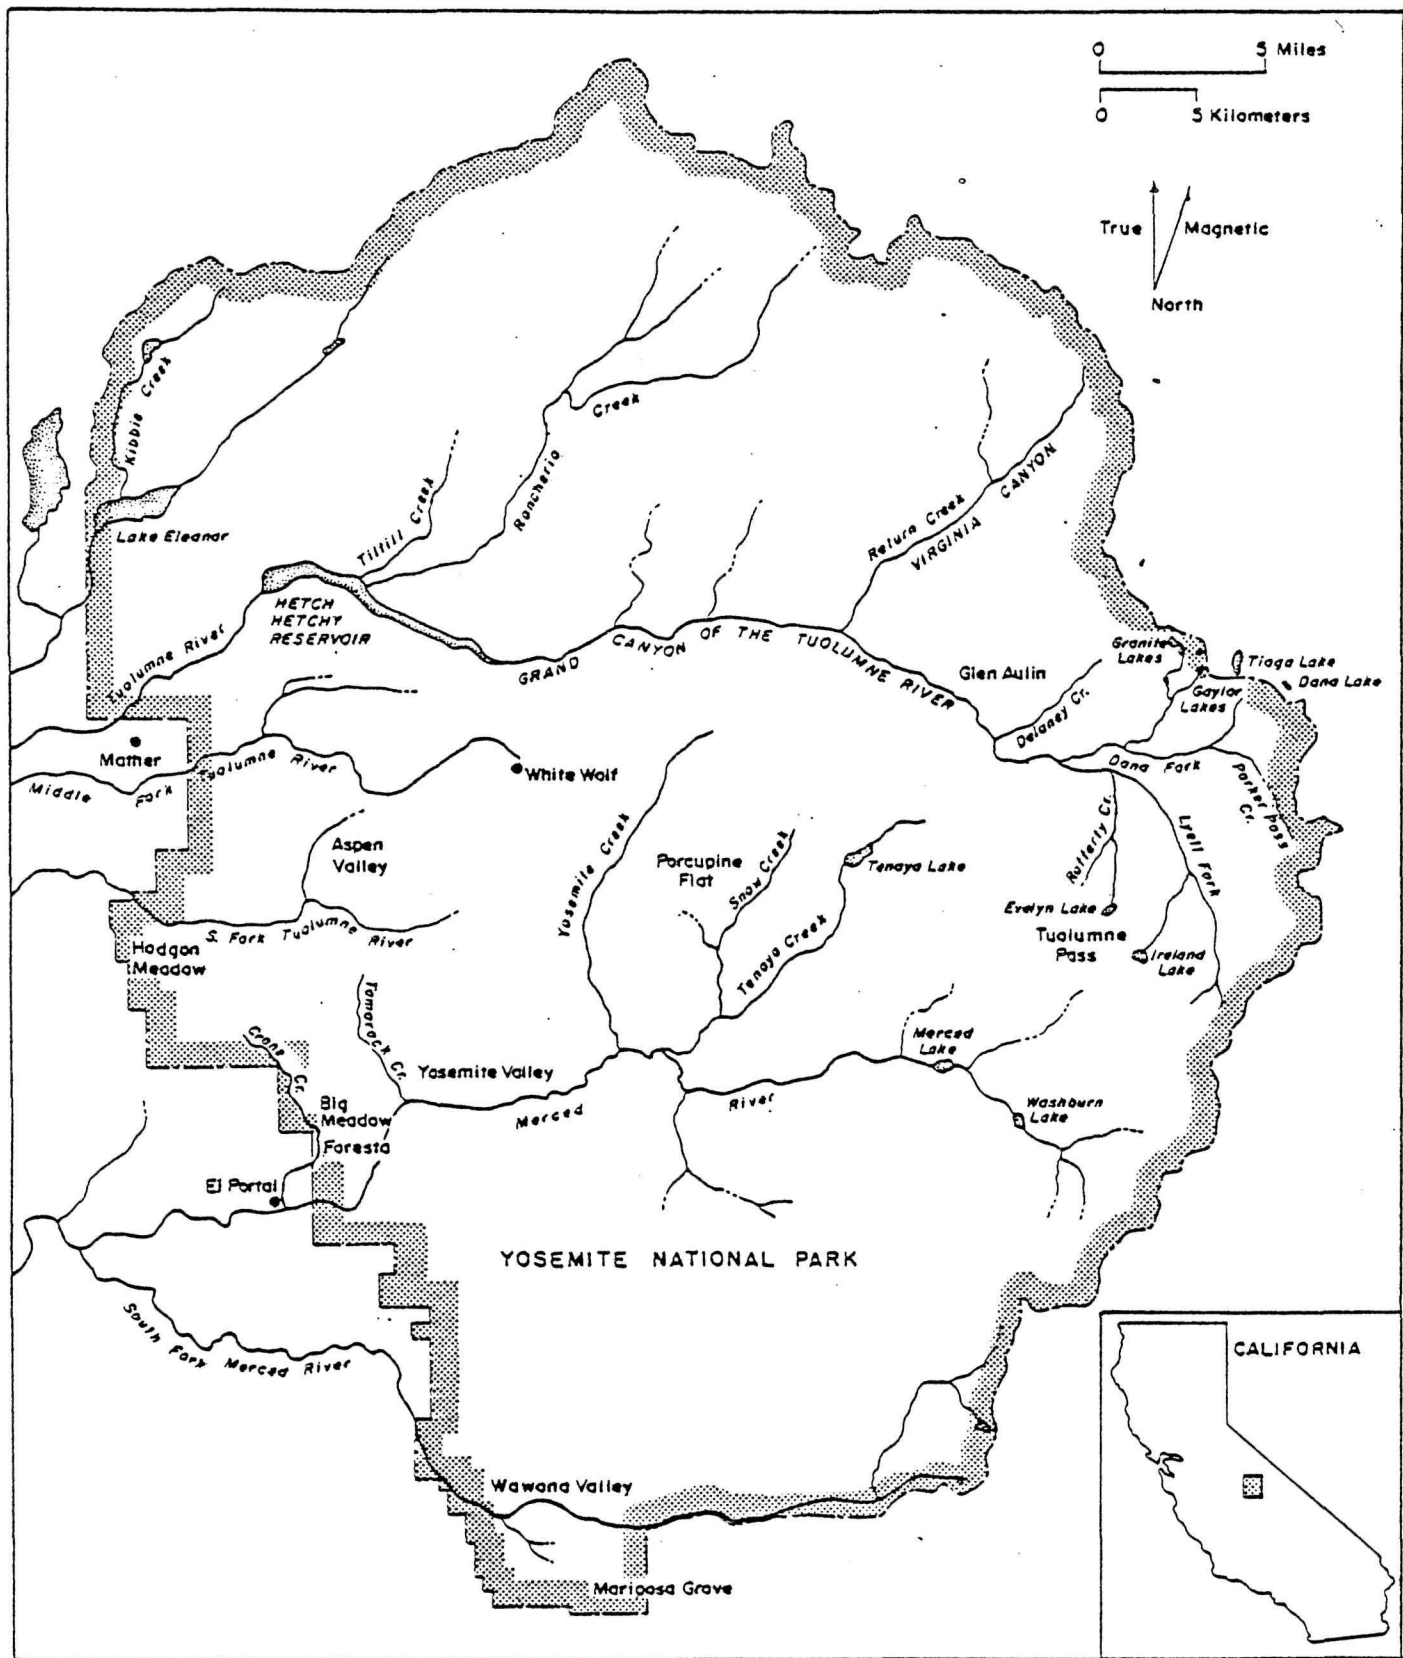 0 5 Miles
0 5 Kilometers
True Magnetic
North
Kibbie Creek
Lake Eleanor
Tiltill Creek
Rancheria Creek
Return Creek
VIRGINIA CANYON
HETCH
HETCHY
RESERVOIR
Tuolumne River
GRAND CANYON OF THE TUOLUMNE RIVER
Glen Aulin
Granite
Lakes
Tioga Lake
Dana Lake
Gaylor
Lakes
Delaney Cr.
Dana Fork
Parker Pass
Cr.
Mather
Middle Fork Tuolumne River
White Wolf
Aspen
Valley
Yosemite Creek
Porcupine
Flat
Snow Creek
Tenaya Lake
Tenaya Creek
Rafferty Cr.
Lyell Fork
Evelyn Lake
Tuolumne
Pass
Ireland
Lake
S. Fork Tuolumne River
Hodgon
Meadow
Tamarack Cr.
Crane Cr.
Yosemite Valley
Merced River
Merced
Lake
Washburn
Lake
Big
Meadow
Foresta
El Portal
YOSEMITE NATIONAL PARK
South Fork Merced River
Wawona Valley
Mariposa Grove
CALIFORNIA